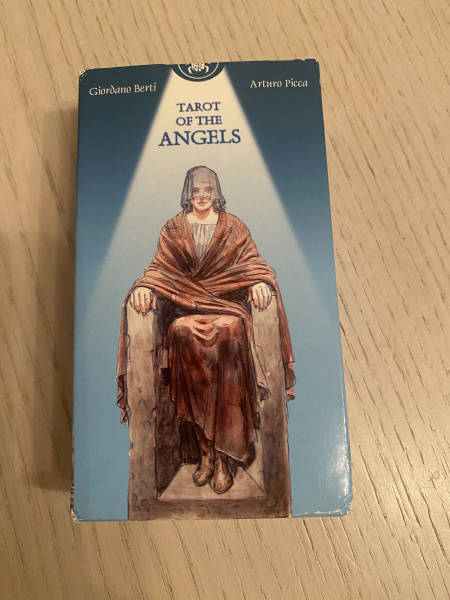 Giordano Berti
Arturo Picca
TAROT
OF THE
ANGELS